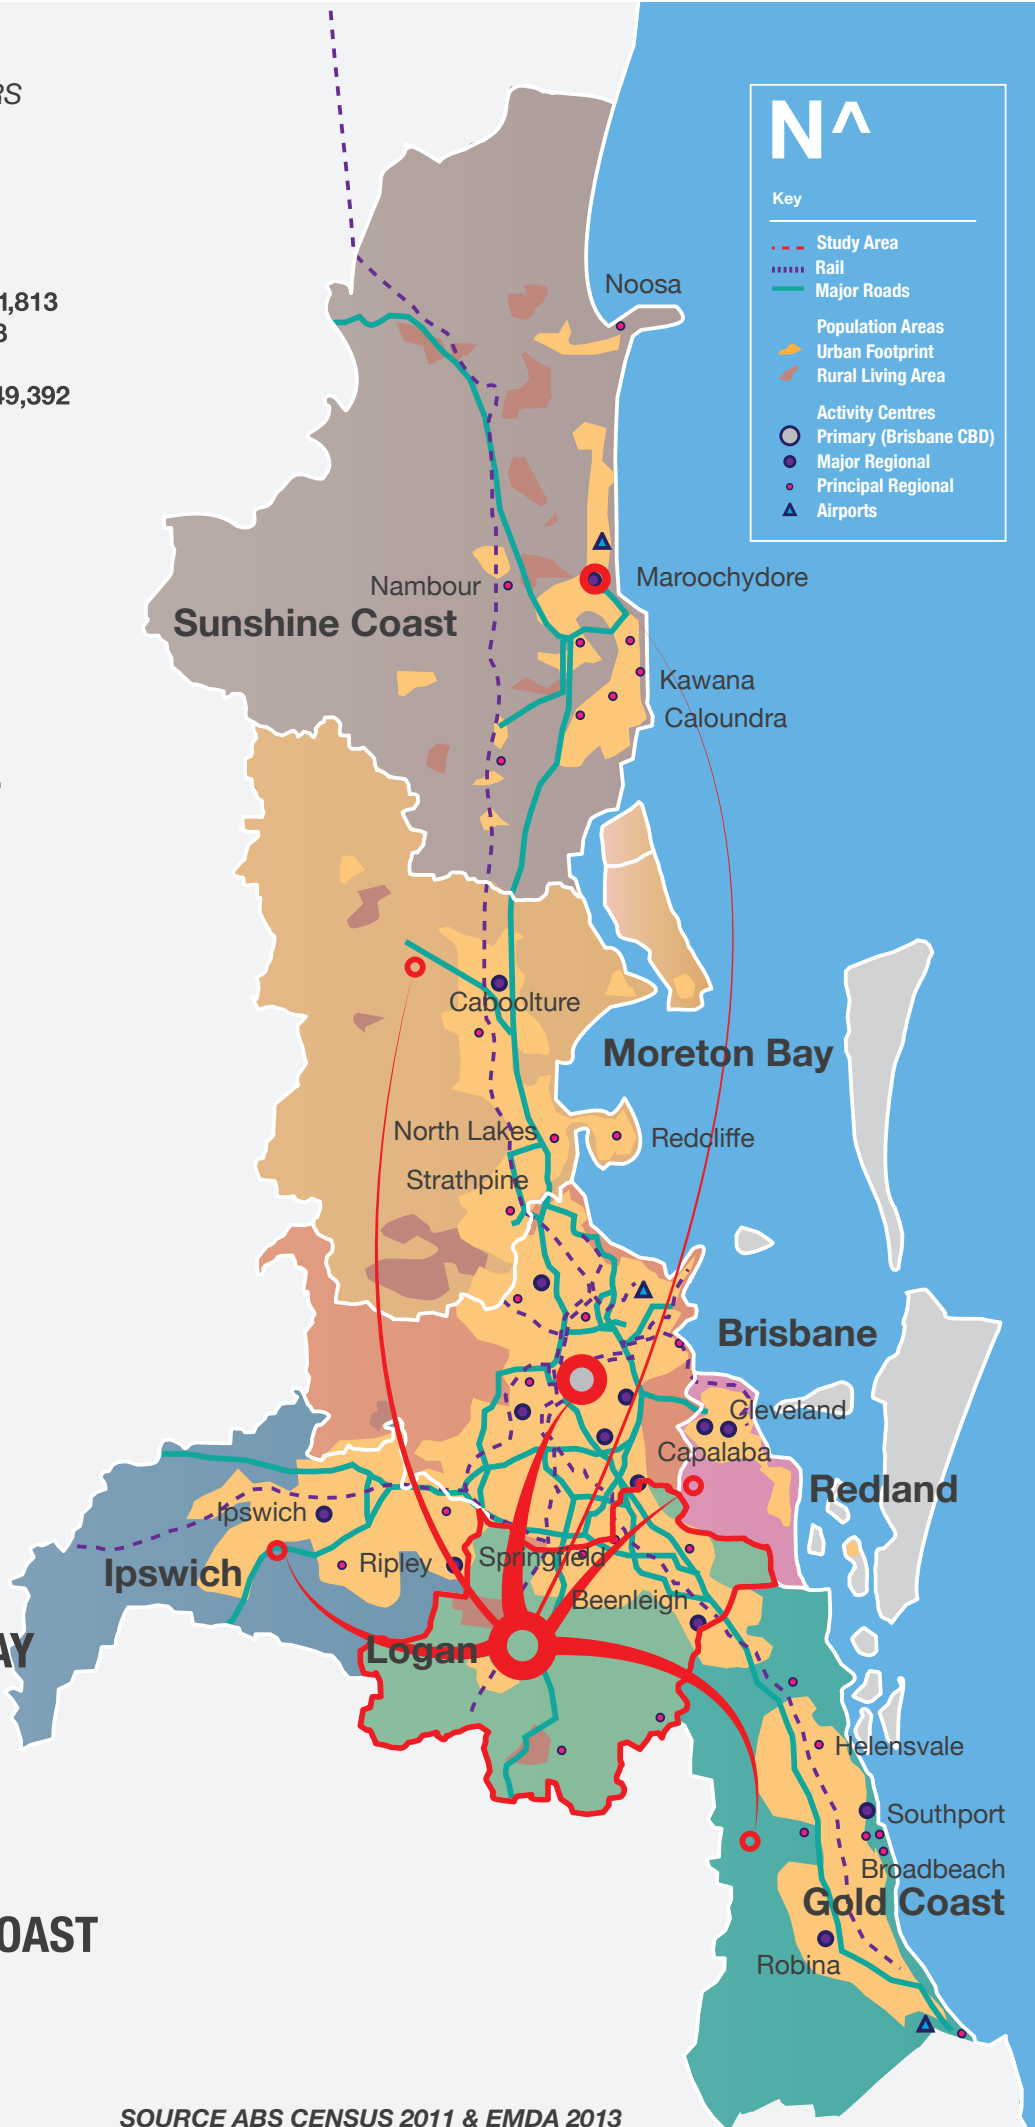 RS
N^
Key
Study Area
Rail
Major Roads
Population Areas
Urban Footprint
Rural Living Area
Activity Centres
Primary (Brisbane CBD)
Major Regional
Principal Regional
Airports
Noosa
1,813
3
49,392
Maroochydore
Nambour
Sunshine Coast
Kawana
Caloundra
Caboolture
Moreton Bay
North Lakes
Redcliffe
Strathpine
Brisbane
Cleveland
Capalaba
Redland
Ipswich
Springfield
Ripley
Ipswich
Beenleigh
AY
Logan
Helensvale
Southport
Broadbeach
Gold Coast
OAST
Robina
SOURCE ABS CENSUS 2011 & EMDA 2013